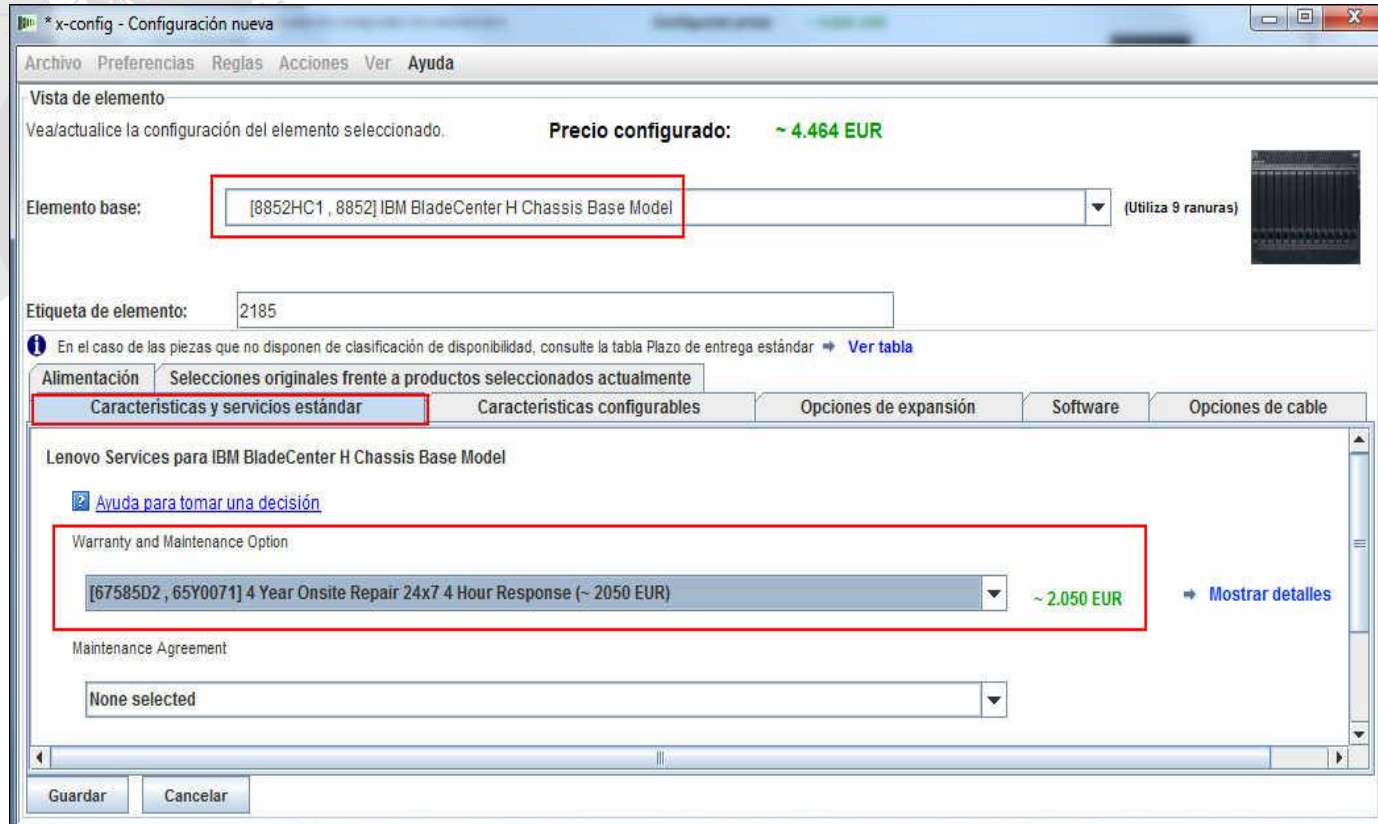 * x-config - Configuración nueva
Archivo Preferencias Reglas Acciones Ver Ayuda
Vista de elemento
Vea/actualice la configuración del elemento seleccionado. Precio configurado: ~ 4.464 EUR
Elemento base: [8852HC1 , 8852] IBM BladeCenter H Chassis Base Model (Utiliza 9 ranuras)
Etiqueta de elemento: 2185
En el caso de las piezas que no disponen de clasificación de disponibilidad, consulte la tabla Plazo de entrega estándar ➡ Ver tabla
Alimentación Selecciones originales frente a productos seleccionados actualmente
Características y servicios estándar Características configurables Opciones de expansión Software Opciones de cable
Lenovo Services para IBM BladeCenter H Chassis Base Model
Ayuda para tomar una decisión
Warranty and Maintenance Option
[67585D2 , 65Y0071] 4 Year Onsite Repair 24x7 4 Hour Response (~ 2050 EUR) ~ 2.050 EUR ➡ Mostrar detalles
Maintenance Agreement
None selected
Guardar Cancelar